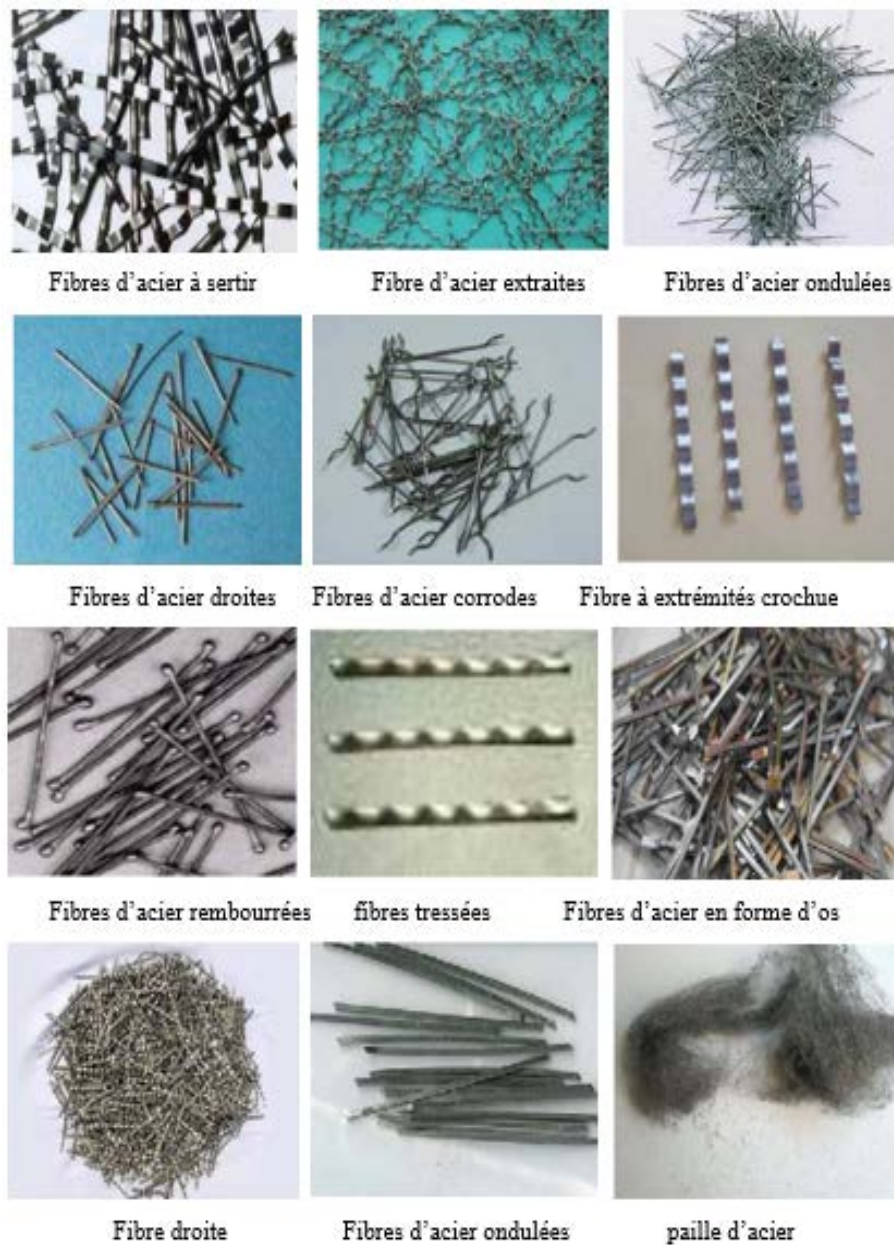 Fibres d’acier à sertir Fibre d’acier extraites Fibres d’acier ondulées
Fibres d’acier droites Fibres d’acier corrodes Fibre à extrémités crochue
Fibres d’acier rembourrées fibres tressées Fibres d’acier en forme d’os
Fibre droite Fibres d’acier ondulées paille d’acier